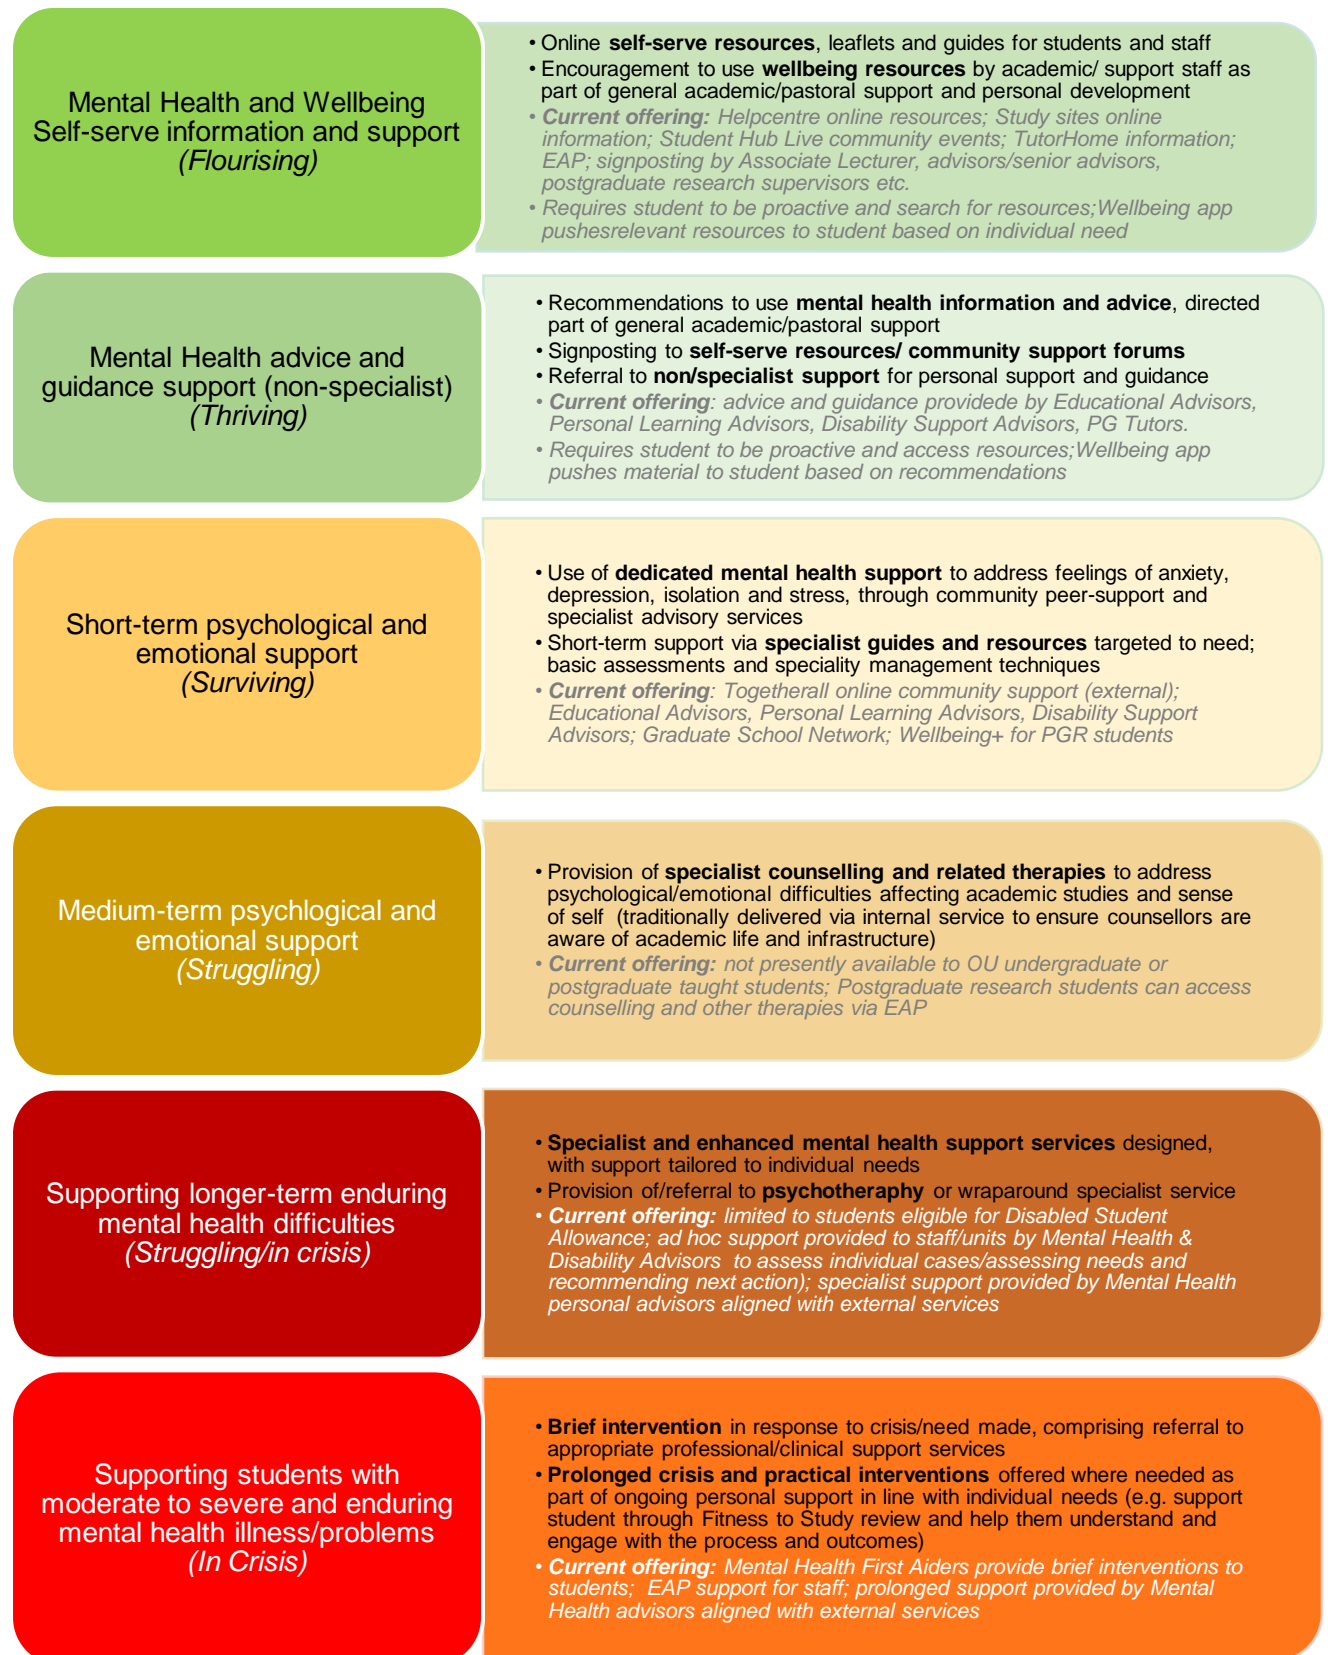 Mental Health and Wellbeing
Self-serve information and support
(Flourising)
• Online self-serve resources, leaflets and guides for students and staff
• Encouragement to use wellbeing resources by academic/ support staff as
part of general academic/pastoral support and personal development
• Current offering: Helpcentre online resources; Study sites online
information; Student Hub Live community events; TutorHome information;
EAP; signposting by Associate Lecturer, advisors/senior advisors,
postgraduate research supervisors etc.
• Requires student to be proactive and search for resources;Wellbeing app
pushesrelevant resources to student based on individual need
Mental Health advice and
guidance support (non-specialist)
(Thriving)
• Recommendations to use mental health information and advice, directed
part of general academic/pastoral support
• Signposting to self-serve resources/ community support forums
• Referral to non/specialist support for personal support and guidance
• Current offering: advice and guidance providede by Educational Advisors,
Personal Learning Advisors, Disability Support Advisors, PG Tutors.
• Requires student to be proactive and access resources;Wellbeing app
pushes material to student based on recommendations
Short-term psychological and
emotional support
(Surviving)
• Use of dedicated mental health support to address feelings of anxiety,
depression, isolation and stress, through community peer-support and
specialist advisory services
• Short-term support via specialist guides and resources targeted to need;
basic assessments and speciality management techniques
• Current offering: Togetherall online community support (external);
Educational Advisors, Personal Learning Advisors, Disability Support
Advisors; Graduate School Network; Wellbeing+ for PGR students
Medium-term psychlogical and
emotional support
(Struggling)
• Provision of specialist counselling and related therapies to address
psychological/emotional difficulties affecting academic studies and sense
of self (traditionally delivered via internal service to ensure counsellors are
aware of academic life and infrastructure)
• Current offering: not presently available to OU undergraduate or
postgraduate taught students; Postgraduate research students can access
counselling and other therapies via EAP
Supporting longer-term enduring
mental health difficulties
(Struggling/in crisis)
• Specialist and enhanced mental health support services designed,
with support tailored to individual needs
• Provision of/referral to psychotheraphy or wraparound specialist service
• Current offering: limited to students eligible for Disabled Student
Allowance; ad hoc support provided to staff/units by Mental Health &
Disability Advisors to assess individual cases/assessing needs and
recommending next action); specialist support provided by Mental Health
personal advisors aligned with external services
Supporting students with
moderate to severe and enduring
mental health illness/problems
(In Crisis)
• Brief intervention in response to crisis/need made, comprising referral to
appropriate professional/clinical support services
• Prolonged crisis and practical interventions offered where needed as
part of ongoing personal support in line with individual needs (e.g. support
student through Fitness to Study review and help them understand and
engage with the process and outcomes)
• Current offering: Mental Health First Aiders provide brief interventions to
students; EAP support for staff; prolonged support provided by Mental
Health advisors aligned with external services